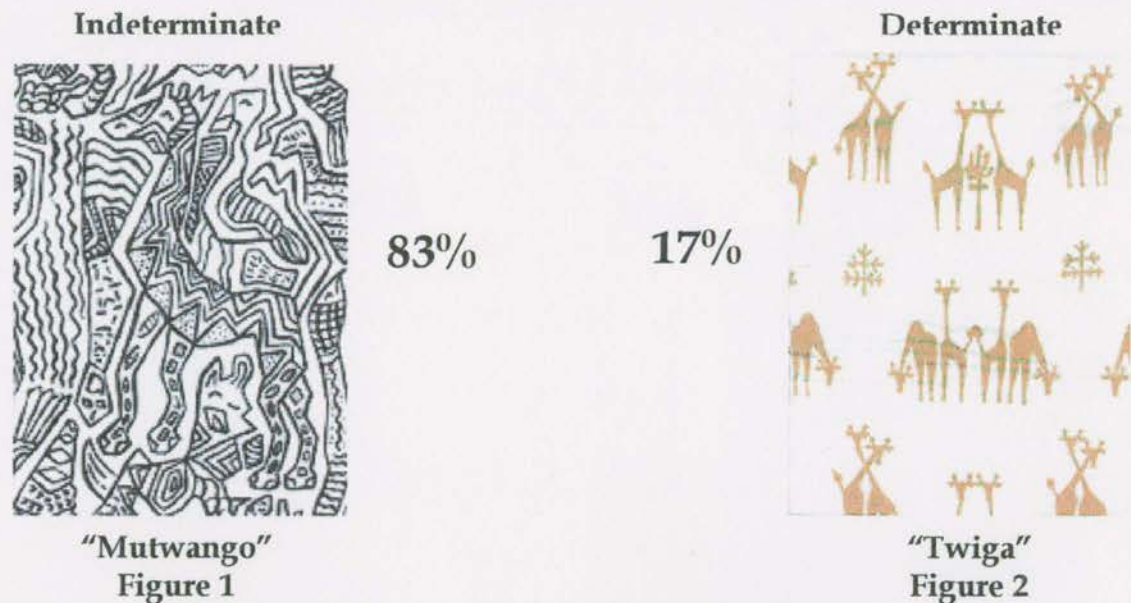 Indeterminate
Determinate
83%
17%
"Mutwango"
Figure 1
"Twiga"
Figure 2